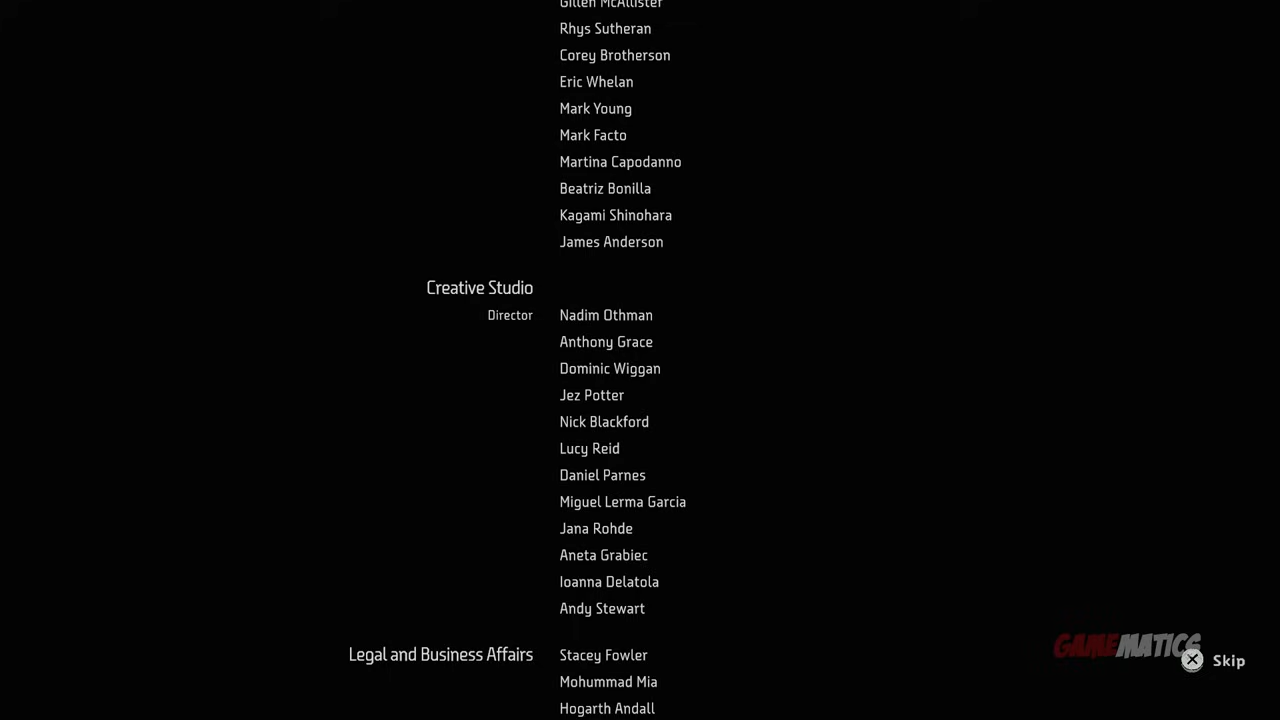 Gillen McAllister
Rhys Sutheran
Corey Brotherson
Eric Whelan
Mark Young
Mark Facto
Martina Capodanno
Beatriz Bonilla
Kagami Shinohara
James Anderson
Creative Studio
Director Nadim Othman
Anthony Grace
Dominic Wiggan
Jez Potter
Nick Blackford
Lucy Reid
Daniel Parnes
Miguel Lerma Garcia
Jana Rohde
Aneta Grabiec
Ioanna Delatola
Andy Stewart
Legal and Business Affairs Stacey Fowler
Mohummad Mia
Hogarth Andall
GAMEMATICS
Skip